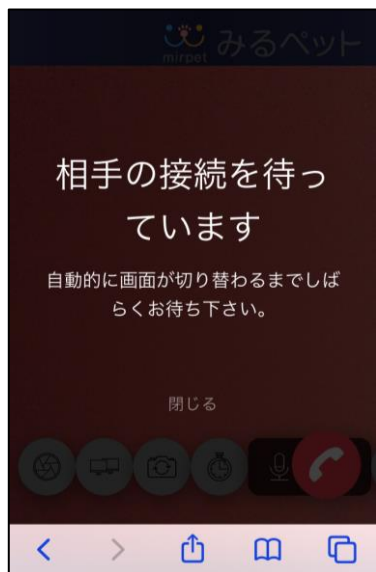 みるペット
mirpet
相手の接続を待っ
ています
自動的に画面が切り替わるまでしば
らくお待ち下さい。
閉じる